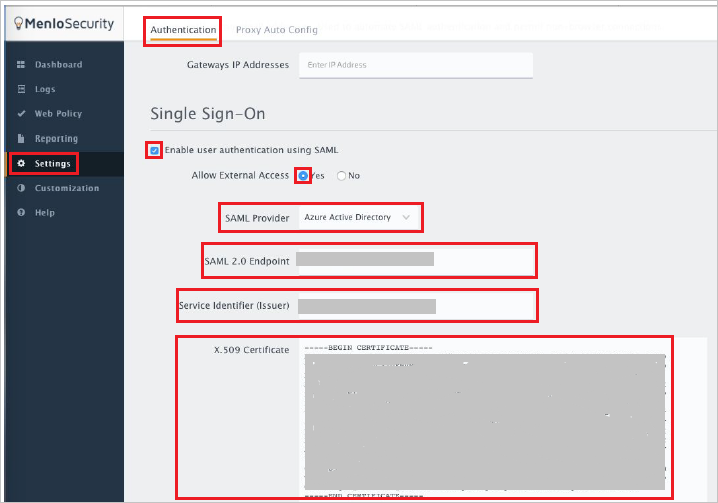 MenloSecurity
Authentication
Proxy Auto Config
Dashboard
Logs
Web Policy
Reporting
Settings
Customization
Help
Gateways IP Addresses
Enter IP Address
Single Sign-On
Enable user authentication using SAML
Allow External Access
Yes
No
SAML Provider
Azure Active Directory
SAML 2.0 Endpoint
Service Identifier (Issuer)
X.509 Certificate
-----BEGIN CERTIFICATE-----
-----END CERTIFICATE-----